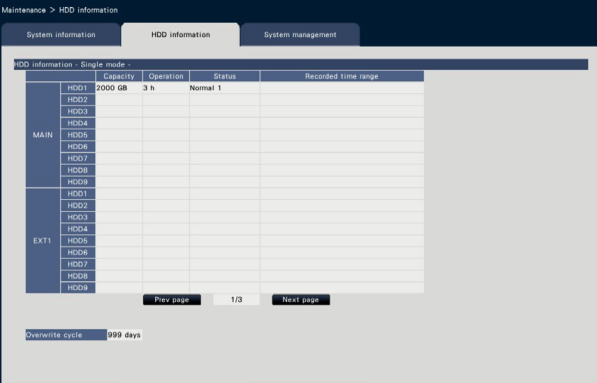 Maintenance > HDD information
System information HDD information System management
HDD information - Single mode -
Capacity Operation Status Recorded time range
HDD1 2000 GB 3 h Normal 1
HDD2
HDD3
HDD4
MAIN HDD5
HDD6
HDD7
HDD8
HDD9
HDD1
HDD2
HDD3
HDD4
EXT1 HDD5
HDD6
HDD7
HDD8
HDD9
Prev page 1/3 Next page
Overwrite cycle 999 days